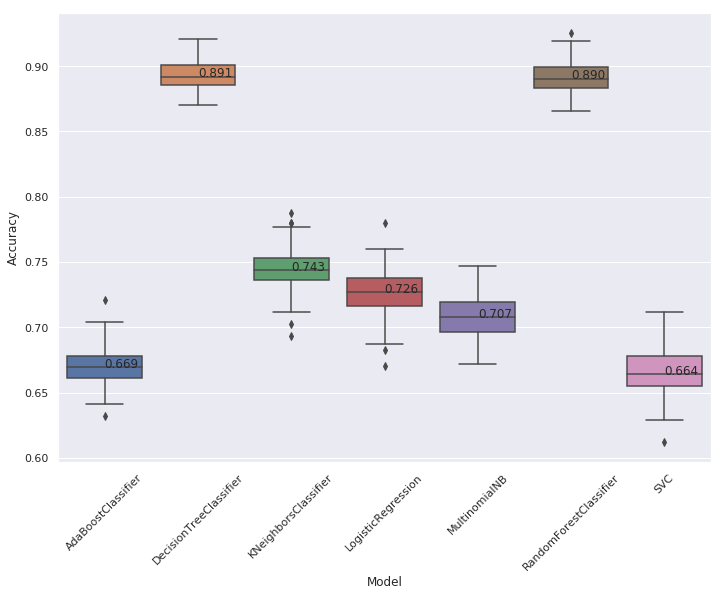 Accuracy
0.90
0.85
0.80
0.75
0.70
0.65
0.60
0.669
0.891
0.743
0.726
0.707
0.890
0.664
AdaBoostClassifier
DecisionTreeClassifier
KNeighborsClassifier
LogisticRegression
MultinomialNB
RandomForestClassifier
SVC
Model